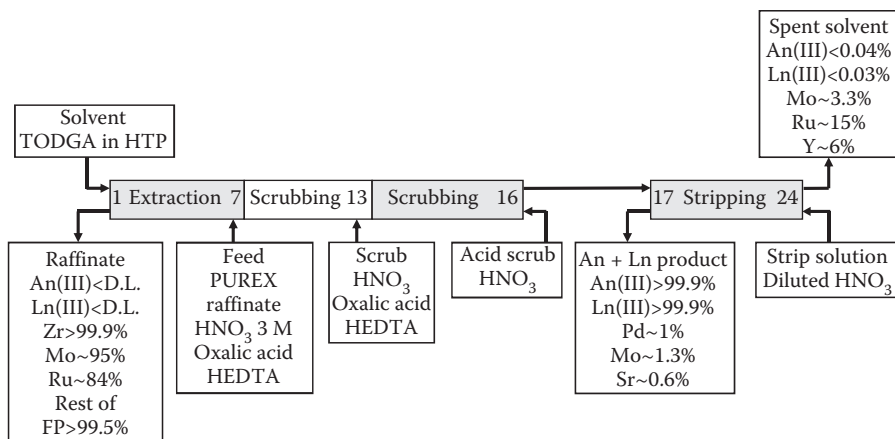 Spent solvent
An(III)<0.04%
Ln(III)<0.03%
Mo~3.3%
Ru~15%
Y~6%
Solvent
TODGA in HTP
1 Extraction 7
Scrubbing 13
Scrubbing 16
17 Stripping 24
Raffinate
An(III)<D.L.
Ln(III)<D.L.
Zr>99.9%
Mo~95%
Ru~84%
Rest of
FP>99.5%
Feed
PUREX
raffinate
HNO₃ 3 M
Oxalic acid
HEDTA
Scrub
HNO₃
Oxalic acid
HEDTA
Acid scrub
HNO₃
An + Ln product
An(III)>99.9%
Ln(III)>99.9%
Pd~1%
Mo~1.3%
Sr~0.6%
Strip solution
Diluted HNO₃